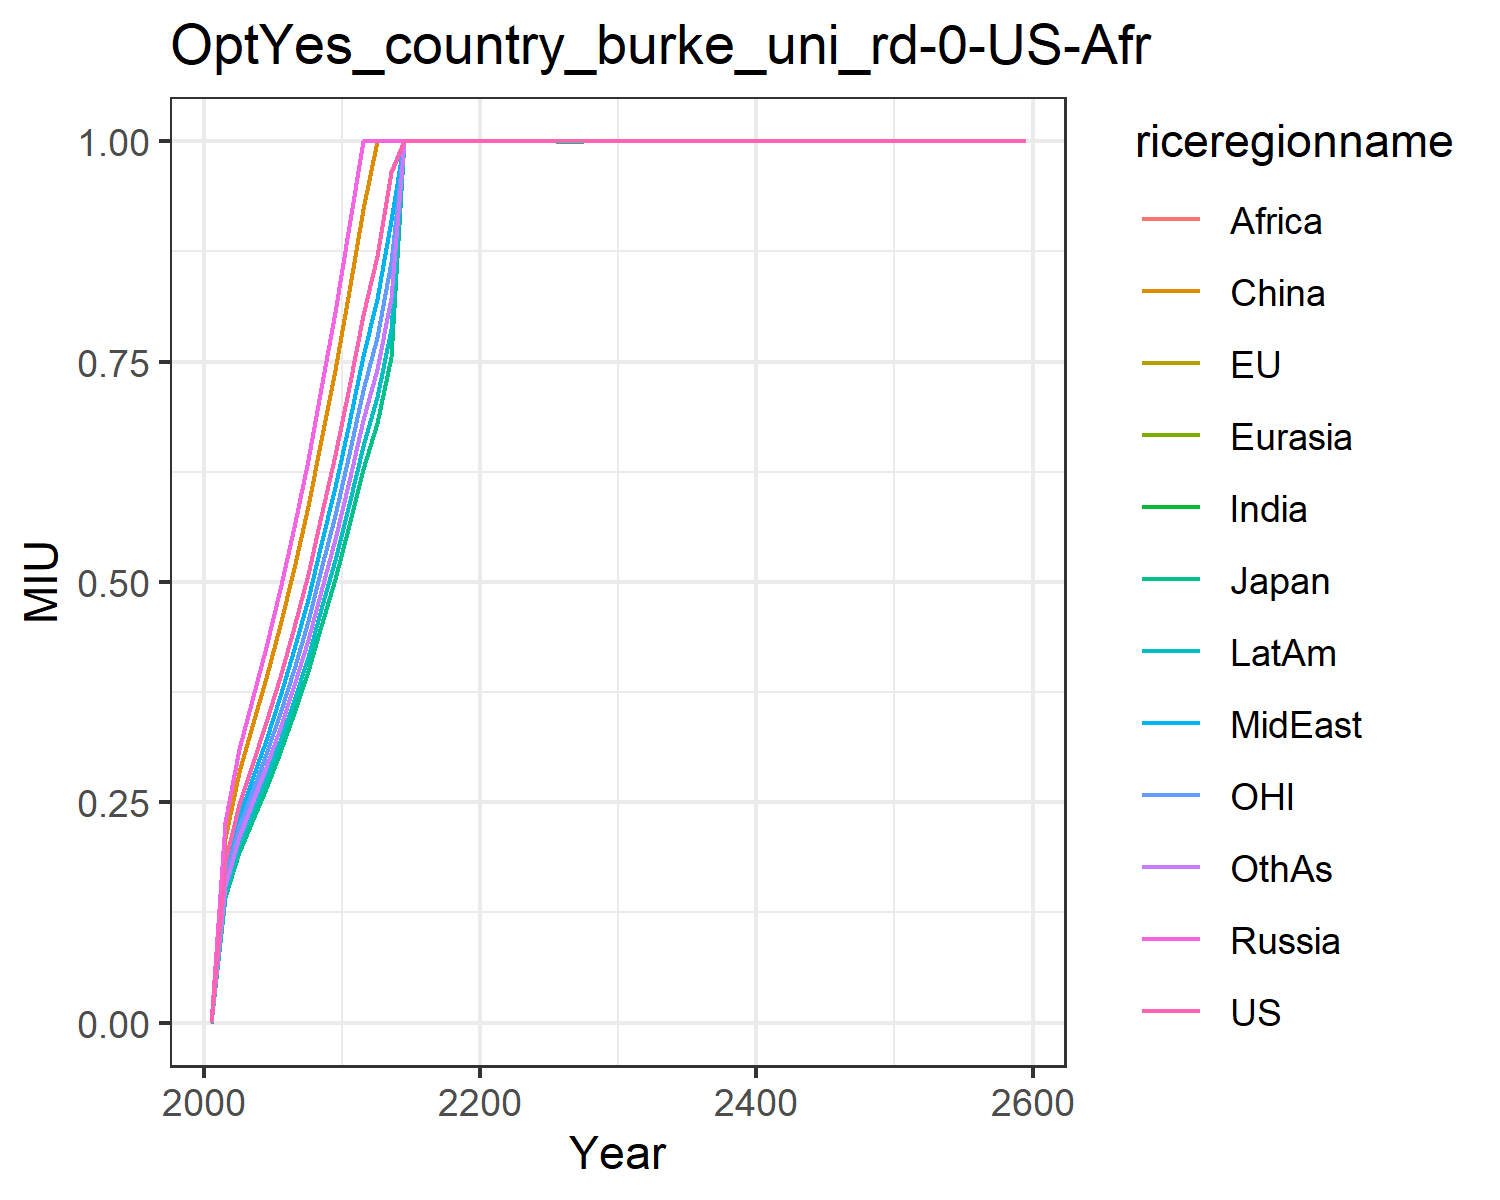 OptYes_country_burke_uni_rd-0-US-Afr
MIU
1.00
0.75
0.50
0.25
0.00
2000 2200 2400 2600
Year
riceregionname
Africa
China
EU
Eurasia
India
Japan
LatAm
MidEast
OHI
OthAs
Russia
US